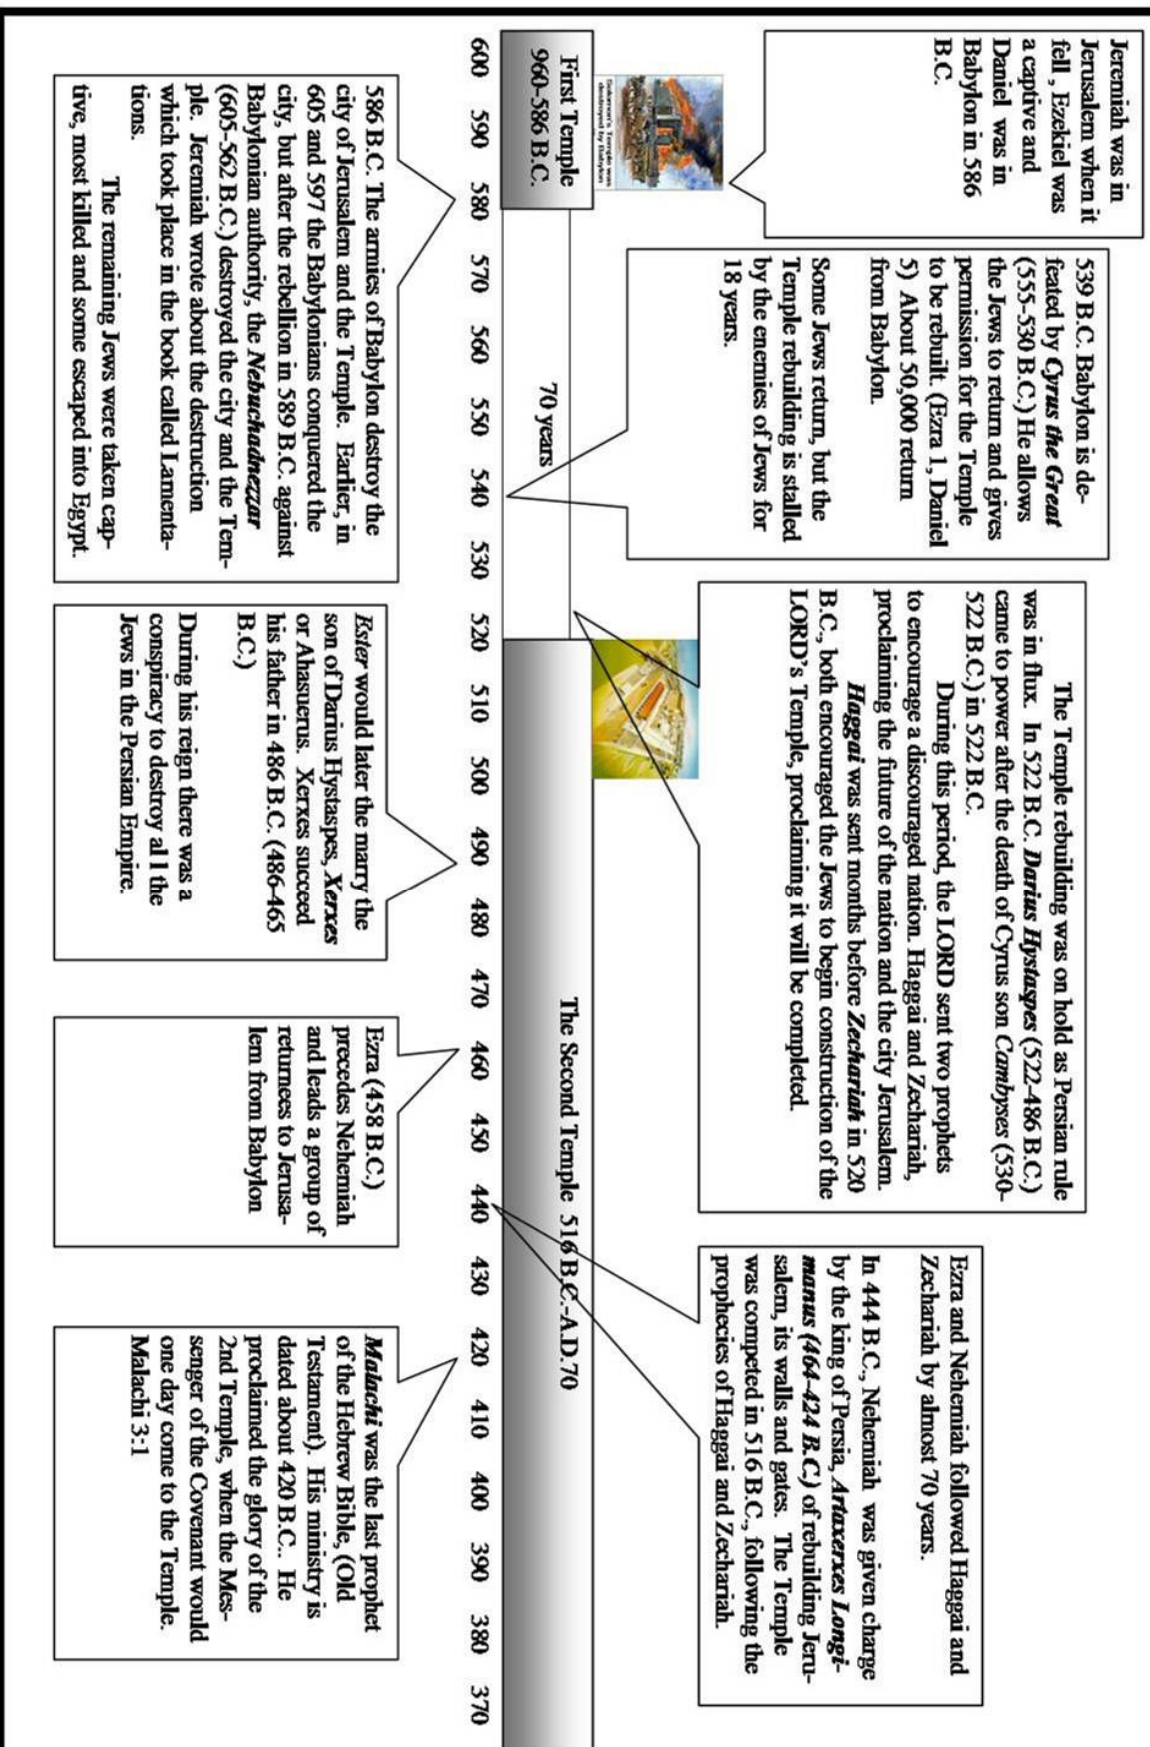 Jeremiah was in
Jerusalem when it
fell , Ezekiel was
a captive and
Daniel was in
Babylon in 586
B.C.
539 B.C. Babylon is de-
feated by Cyrus the Great
(555-530 B.C.) He allows
the Jews to return and gives
permission for the Temple
to be rebuilt. (Ezra 1, Daniel
5) About 50,000 return
from Babylon.
Some Jews return, but the
Temple rebuilding is stalled
by the enemies of Jews for
18 years.
The Temple rebuilding was on hold as Persian rule
was in flux. In 522 B.C. Darius Hystaspes (522-486 B.C.)
came to power after the death of Cyrus son Cambyses (530-
522 B.C.) in 522 B.C.
During this period, the LORD sent two prophets
to encourage a discouraged nation. Haggai and Zechariah,
proclaiming the future of the nation and the city Jerusalem.
Haggai was sent months before Zechariah in 520
B.C., both encouraged the Jews to begin construction of the
LORD's Temple, proclaiming it will be completed.
Ezra and Nehemiah followed Haggai and
Zechariah by almost 70 years.
In 444 B.C., Nehemiah was given charge
by the king of Persia, Artaxerxes Longi-
manus (464-424 B.C.) of rebuilding Jeru-
salem, its walls and gates. The Temple
was competed in 516 B.C., following the
prophecies of Haggai and Zechariah.
Solomon's Temple was
destroyed by Babylon
First Temple
960-586 B.C.
70 years
The Second Temple 516 B.C.-A.D.70
600 590 580 570 560 550 540 530 520 510 500 490 480 470 460 450 440 430 420 410 400 390 380 370
586 B.C. The armies of Babylon destroy the
city of Jerusalem and the Temple. Earlier, in
605 and 597 the Babylonians conquered the
city, but after the rebellion in 589 B.C. against
Babylonian authority, the Nebuchadnezzar
(605-562 B.C.) destroyed the city and the Tem-
ple. Jeremiah wrote about the destruction
which took place in the book called Lamenta-
tions.
The remaining Jews were taken cap-
tive, most killed and some escaped into Egypt.
Ester would later the marry the
son of Darius Hystaspes, Xerxes
or Ahasuerus. Xerxes succeed
his father in 486 B.C. (486-465
B.C.)
During his reign there was a
conspiracy to destroy al l the
Jews in the Persian Empire.
Ezra (458 B.C.)
precedes Nehemiah
and leads a group of
returnees to Jerusa-
lem from Babylon
Malachi was the last prophet
of the Hebrew Bible, (Old
Testament). His ministry is
dated about 420 B.C.. He
proclaimed the glory of the
2nd Temple, when the Mes-
senger of the Covenant would
one day come to the Temple.
Malachi 3:1